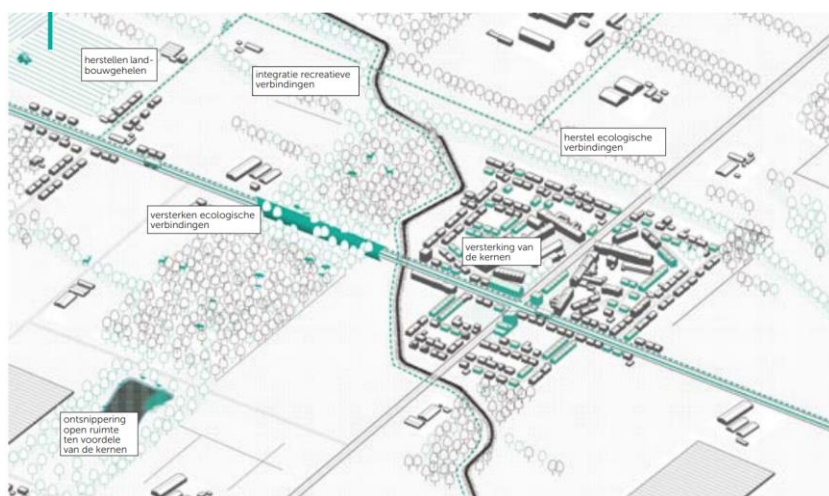 herstellen land-
bouwgehelen
integratie recreatieve
verbindingen
herstel ecologische
verbindingen
versterken ecologische
verbindingen
versterking van
de kernen
ontsnippering
open ruimte
ten voordele
van de kernen